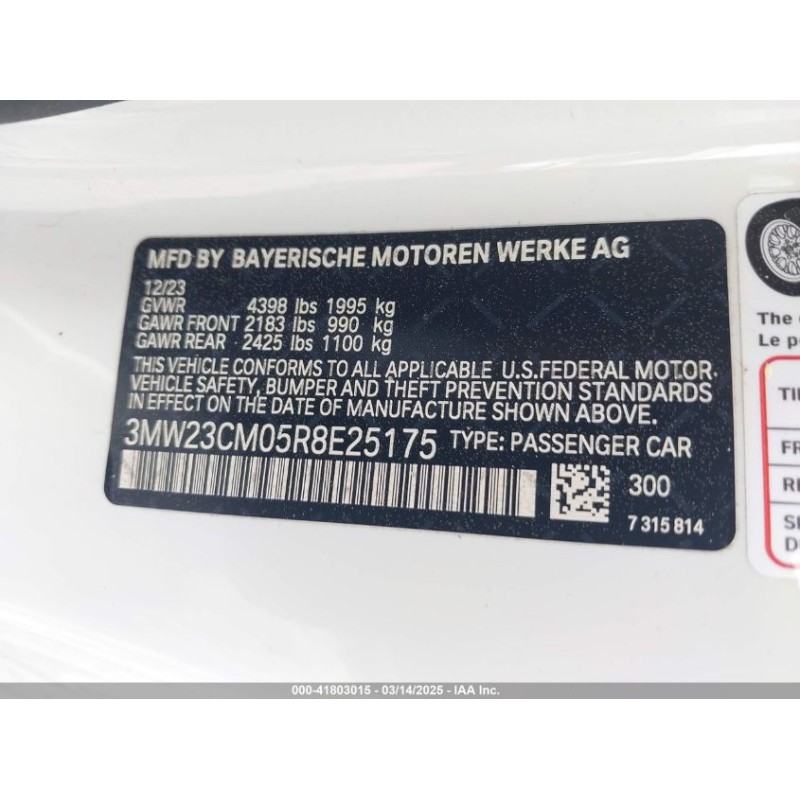 MFD BY BAYERISCHE MOTOREN WERKE AG
12/23
GVWR 4398 lbs 1995 kg
GAWR FRONT 2183 lbs 990 kg
GAWR REAR 2425 lbs 1100 kg
THIS VEHICLE CONFORMS TO ALL APPLICABLE U.S.FEDERAL MOTOR
VEHICLE SAFETY, BUMPER AND THEFT PREVENTION STANDARDS
IN EFFECT ON THE DATE OF MANUFACTURE SHOWN ABOVE.
3MW23CM05R8E25175 TYPE: PASSENGER CAR
300
7 315 814
The
Le
000-41803015 - 03/14/2025 - IAA Inc.